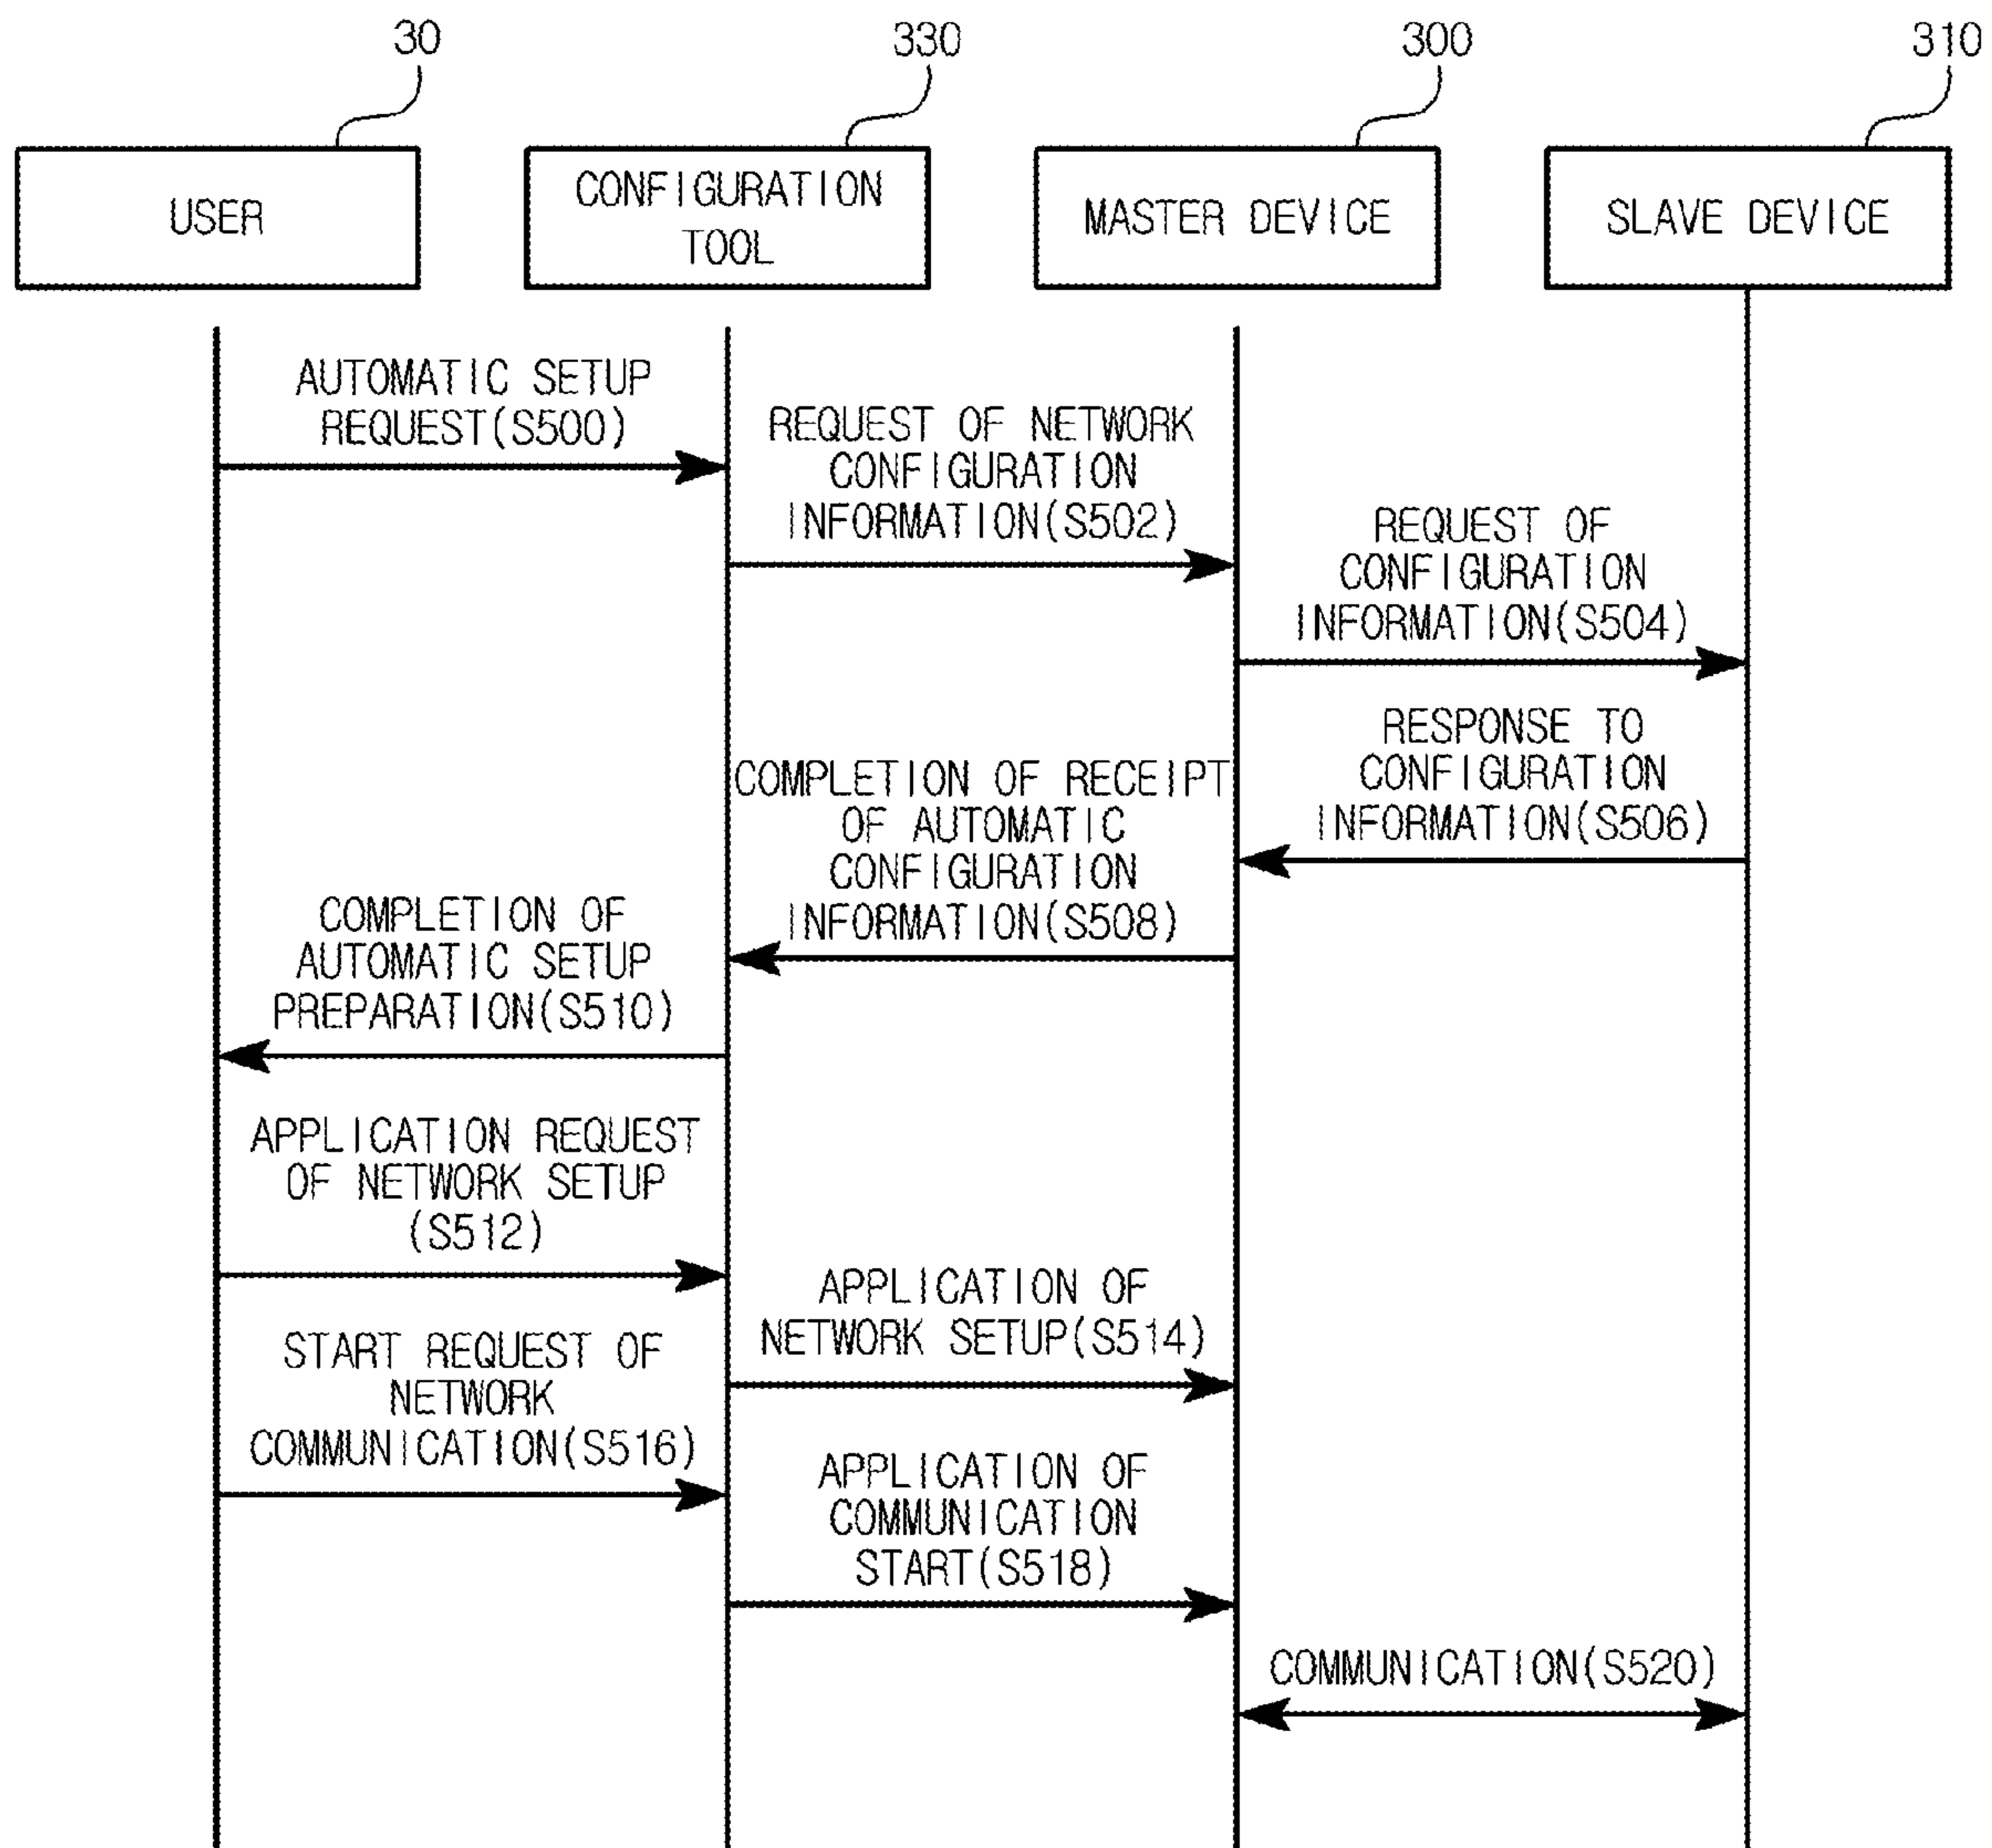 30
330
300
310
USER
CONFIGURATION
TOOL
MASTER DEVICE
SLAVE DEVICE
AUTOMATIC SETUP
REQUEST(S500)
REQUEST OF NETWORK
CONFIGURATION
INFORMATION(S502)
REQUEST OF
CONFIGURATION
INFORMATION(S504)
RESPONSE TO
CONFIGURATION
INFORMATION(S506)
COMPLETION OF RECEIPT
OF AUTOMATIC
CONFIGURATION
INFORMATION(S508)
COMPLETION OF
AUTOMATIC SETUP
PREPARATION(S510)
APPLICATION REQUEST
OF NETWORK SETUP
(S512)
APPLICATION OF
NETWORK SETUP(S514)
START REQUEST OF
NETWORK
COMMUNICATION(S516)
APPLICATION OF
COMMUNICATION
START(S518)
COMMUNICATION(S520)